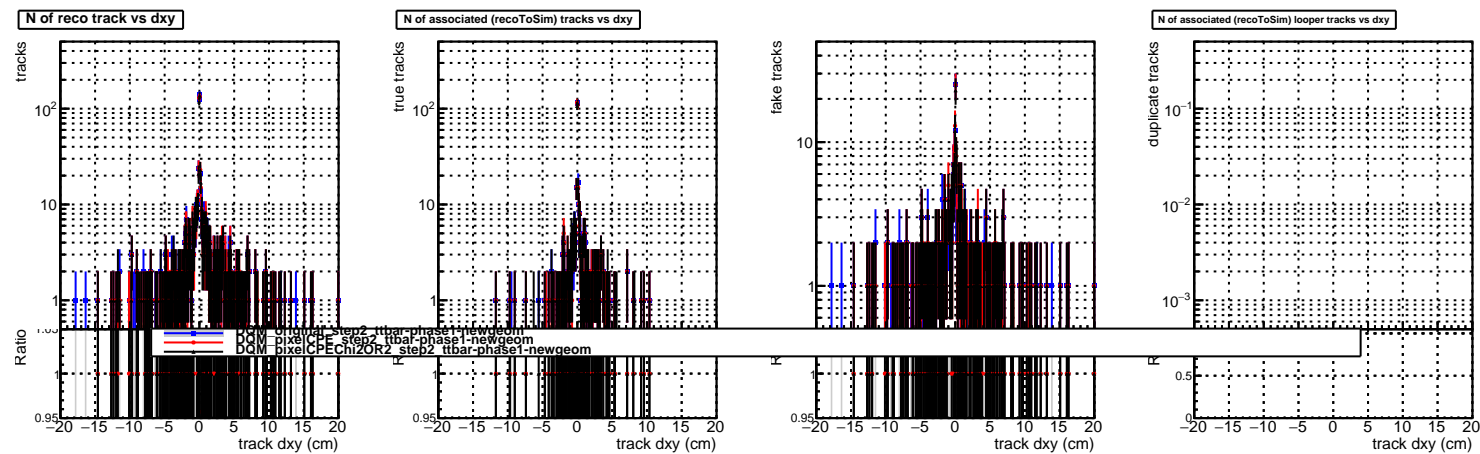 N of reco track vs dxy
tracks
10²
10
1
1.05
Ratio
1
0.95
−20 −15 −10 −5 0 5 10 15 20
track dxy (cm)
N of associated (recoToSim) tracks vs dxy
true tracks
10²
10
1
1
0.95
−20 −15 −10 −5 0 5 10 15 20
track dxy (cm)
fake tracks
10
1
1
0.95
−20 −15 −10 −5 0 5 10 15 20
track dxy (cm)
N of associated (recoToSim) looper tracks vs dxy
duplicate tracks
10⁻¹
10⁻²
10⁻³
0.5
0
−20 −15 −10 −5 0 5 10 15 20
track dxy (cm)
DQM_original_step2_ttbar-phase1-newgeom
DQM_pixelCPE_step2_ttbar-phase1-newgeom
DQM_pixelCPEChi2OR2_step2_ttbar-phase1-newgeom